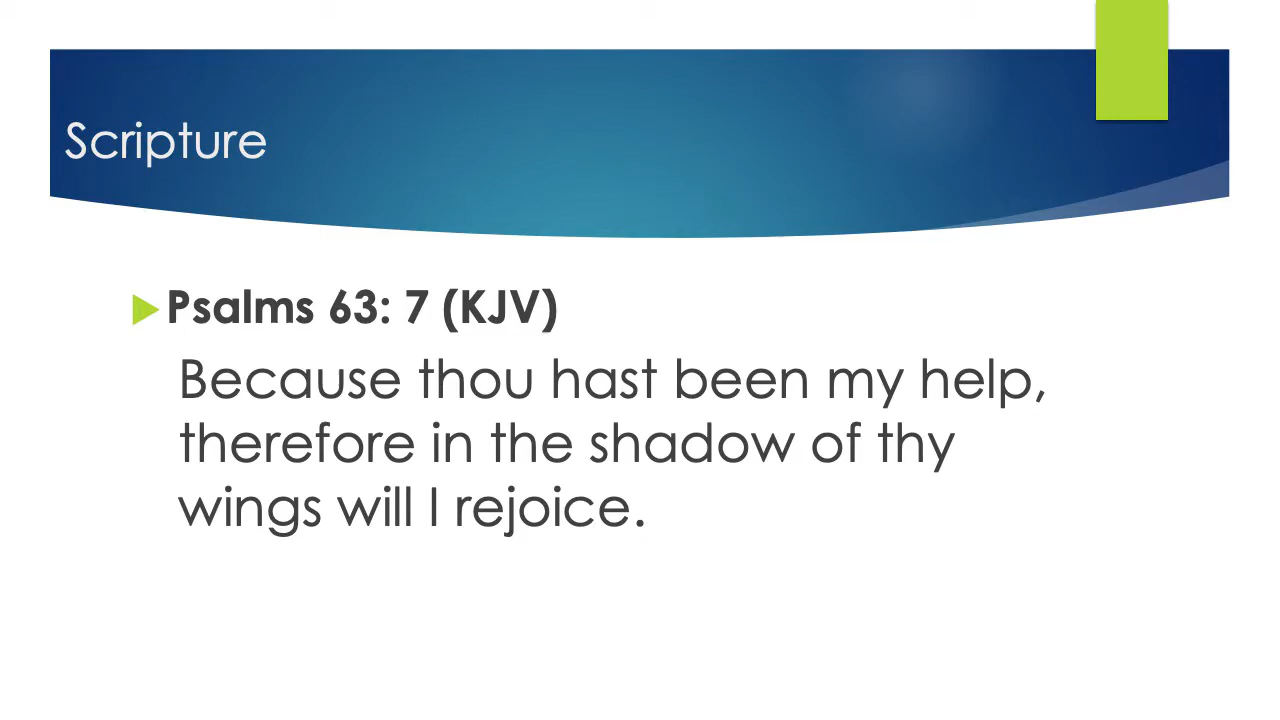 Scripture
Psalms 63: 7 (KJV)
Because thou hast been my help,
therefore in the shadow of thy
wings will I rejoice.